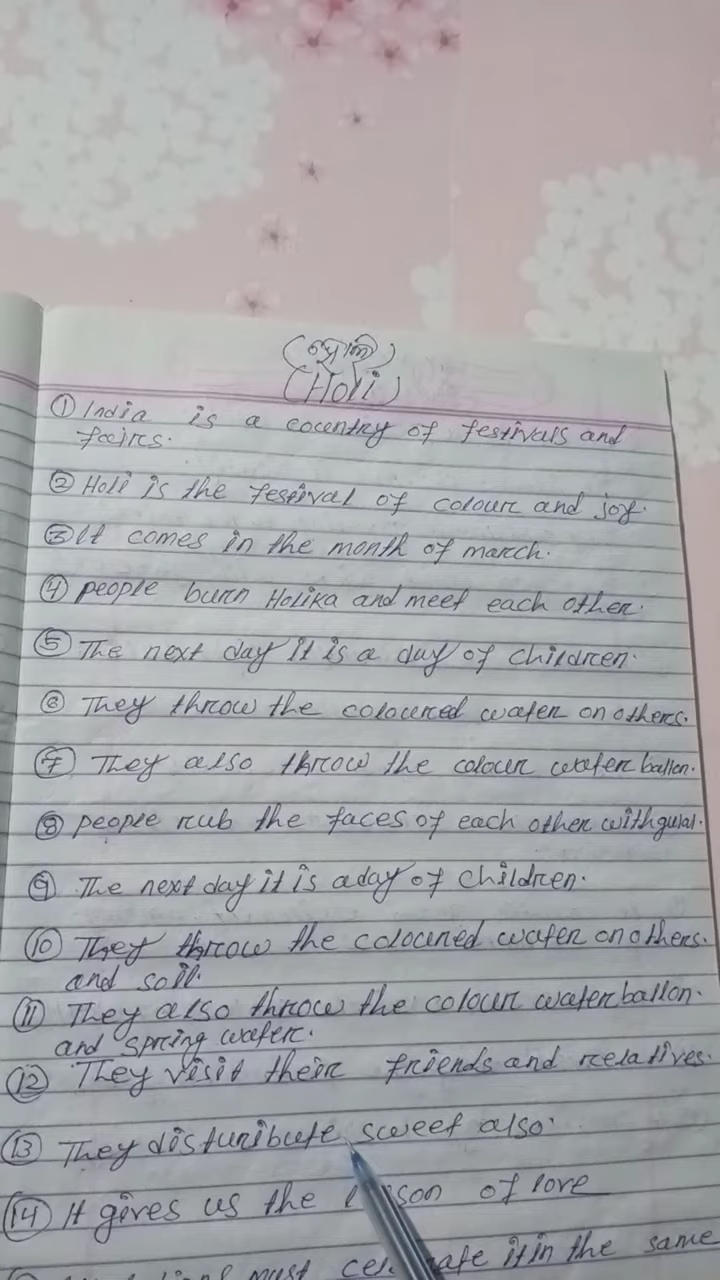 (হোলি)
(Holi)
① India is a country of festivals and
faires.
② Holi is the festival of colour and joy.
③ It comes in the month of march.
④ people burn Holika and meet each other.
⑤ The next day it is a day of children.
⑥ They throw the coloured water on others.
⑦ They also throw the colour water ballon.
⑧ people rub the faces of each other with gulal.
⑨ The next day it is a day of children.
⑩ They throw the coloured water on others.
and soil.
⑪ They also throw the colour water ballon.
and spring water.
⑫ They visit their friends and relatives.
⑬ They disturibute sweet also.
⑭ It gives us the of love
must it in the same